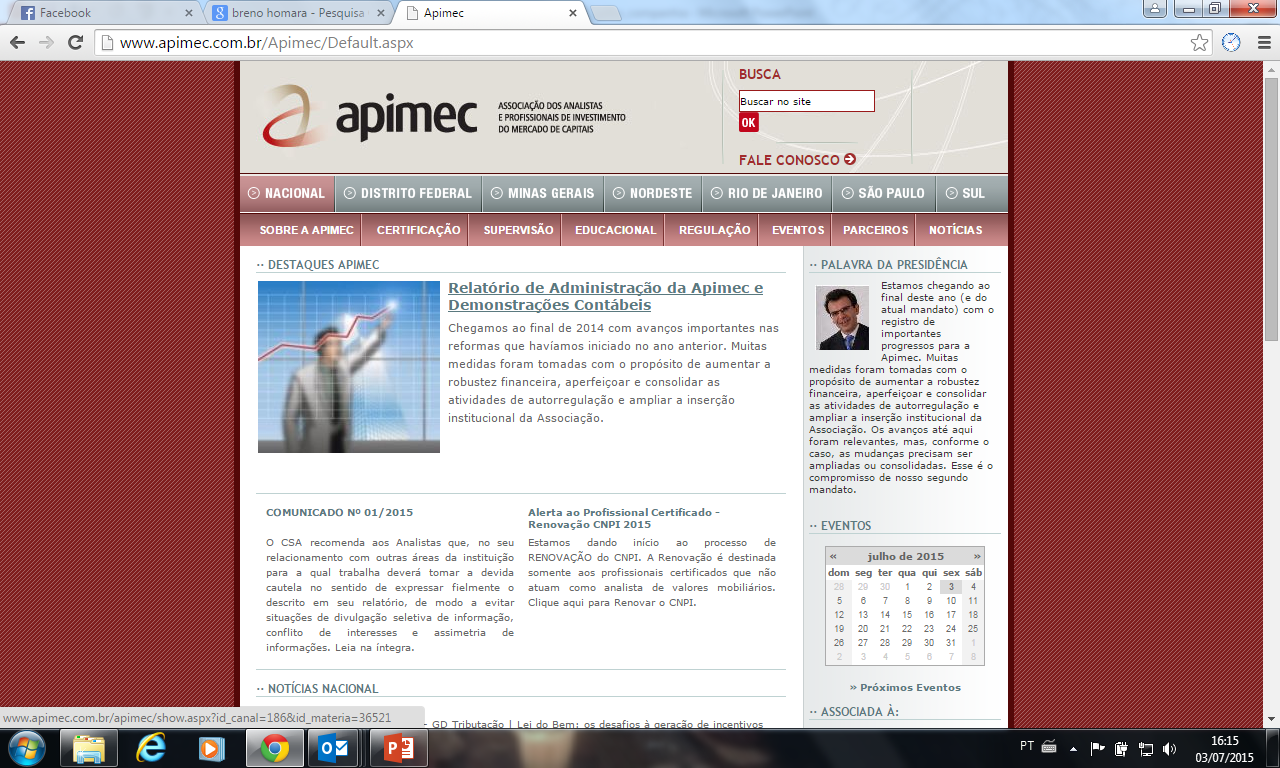 Facebook
breno homara - Pesquisa
Apimec
www.apimec.com.br/Apimec/Default.aspx
apimec
ASSOCIAÇÃO DOS ANALISTAS
E PROFISSIONAIS DE INVESTIMENTO
DO MERCADO DE CAPITAIS
BUSCA
Buscar no site
OK
FALE CONOSCO
NACIONAL DISTRITO FEDERAL MINAS GERAIS NORDESTE RIO DE JANEIRO SÃO PAULO SUL
SOBRE A APIMEC CERTIFICAÇÃO SUPERVISÃO EDUCACIONAL REGULAÇÃO EVENTOS PARCEIROS NOTÍCIAS
·· DESTAQUES APIMEC
Relatório de Administração da Apimec e
Demonstrações Contábeis
Chegamos ao final de 2014 com avanços importantes nas
reformas que havíamos iniciado no ano anterior. Muitas
medidas foram tomadas com o propósito de aumentar a
robustez financeira, aperfeiçoar e consolidar as
atividades de autorregulação e ampliar a inserção
institucional da Associação.
COMUNICADO Nº 01/2015
O CSA recomenda aos Analistas que, no seu
relacionamento com outras áreas da instituição
para a qual trabalha deverá tomar a devida
cautela no sentido de expressar fielmente o
descrito em seu relatório, de modo a evitar
situações de divulgação seletiva de informação,
conflito de interesses e assimetria de
informações. Leia na íntegra.
Alerta ao Profissional Certificado -
Renovação CNPI 2015
Estamos dando início ao processo de
RENOVAÇÃO do CNPI. A Renovação é destinada
somente aos profissionais certificados que não
atuam como analista de valores mobiliários.
Clique aqui para Renovar o CNPI.
·· NOTÍCIAS NACIONAL
- GD Tributação | Lei do Bem: os desafios à geração de incentivos
·· PALAVRA DA PRESIDÊNCIA
Estamos chegando ao
final deste ano (e do
atual mandato) com o
registro de
importantes
progressos para a
Apimec. Muitas
medidas foram tomadas com o
propósito de aumentar a robustez
financeira, aperfeiçoar e consolidar
as atividades de autorregulação e
ampliar a inserção institucional da
Associação. Os avanços até aqui
foram relevantes, mas, conforme o
caso, as mudanças precisam ser
ampliadas ou consolidadas. Esse é o
compromisso de nosso segundo
mandato.
·· EVENTOS
« julho de 2015 »
dom seg ter qua qui sex sáb
28 29 30 1 2 3 4
5 6 7 8 9 10 11
12 13 14 15 16 17 18
19 20 21 22 23 24 25
26 27 28 29 30 31 1
2 3 4 5 6 7 8
» Próximos Eventos
·· ASSOCIADA À:
www.apimec.com.br/apimec/show.aspx?id_canal=186&id_materia=36521
PT
16:15
03/07/2015